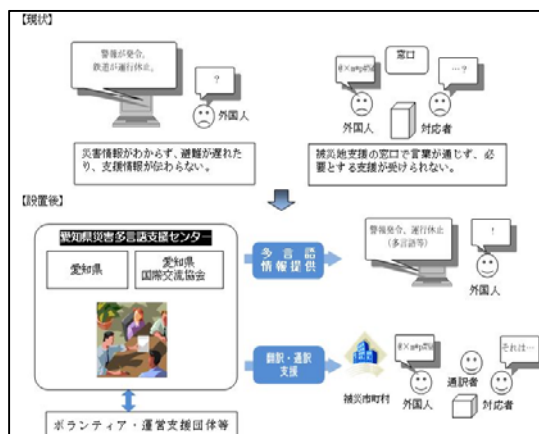 【現状】
警報が発令。
鉄道が運行休止。
？
外国人
災害情報がわからず、避難が遅れた
り、支援情報が伝わらない。
窓口
…？
外国人
対応者
被災地支援の窓口で言葉が通じず、必
要とする支援が受けられない。
【設置後】
愛知県災害多言語支援センター
愛知県
愛知県
国際交流協会
多言語
情報提供
警報発令、運行休止
(多言語等)
！
外国人
翻訳・通訳
支援
被災市町村
外国人
通訳者
それは…
対応者
ボランティア・運営支援団体等